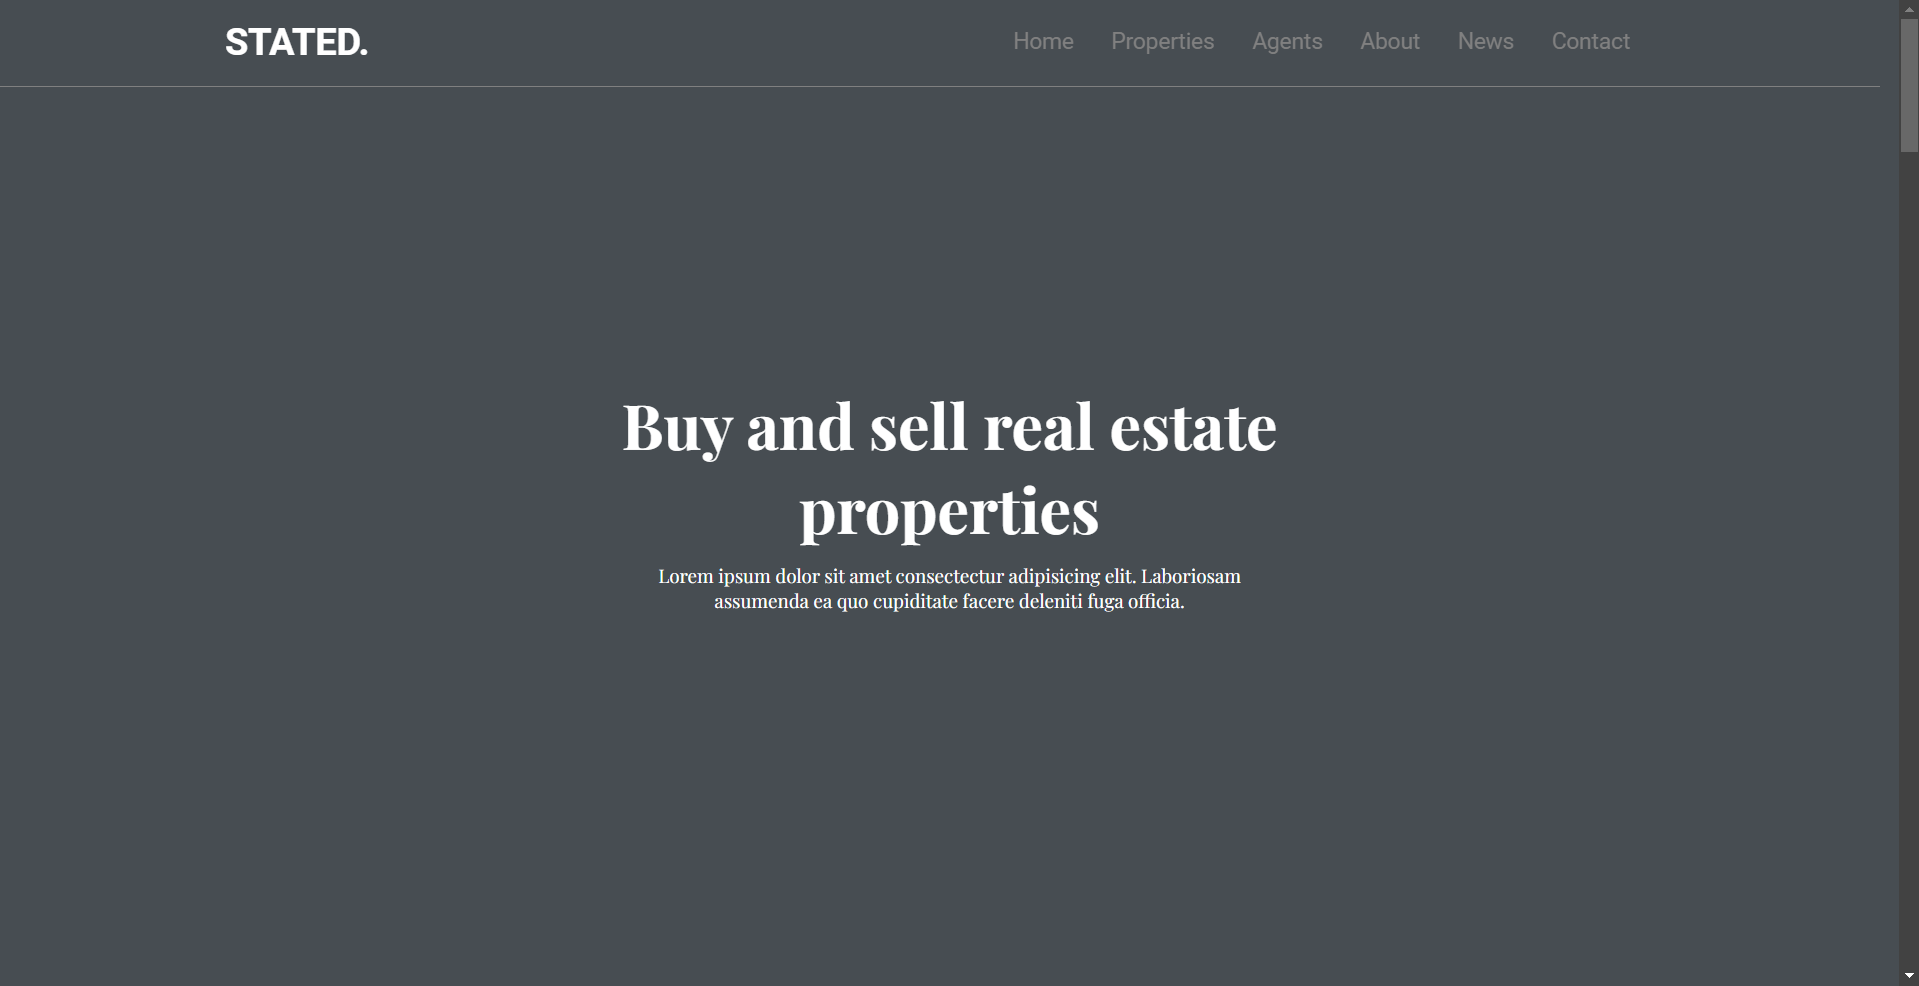 STATED.
Home Properties Agents About News Contact
Buy and sell real estate
properties
Lorem ipsum dolor sit amet consectectur adipisicing elit. Laboriosam
assumenda ea quo cupiditate facere deleniti fuga officia.